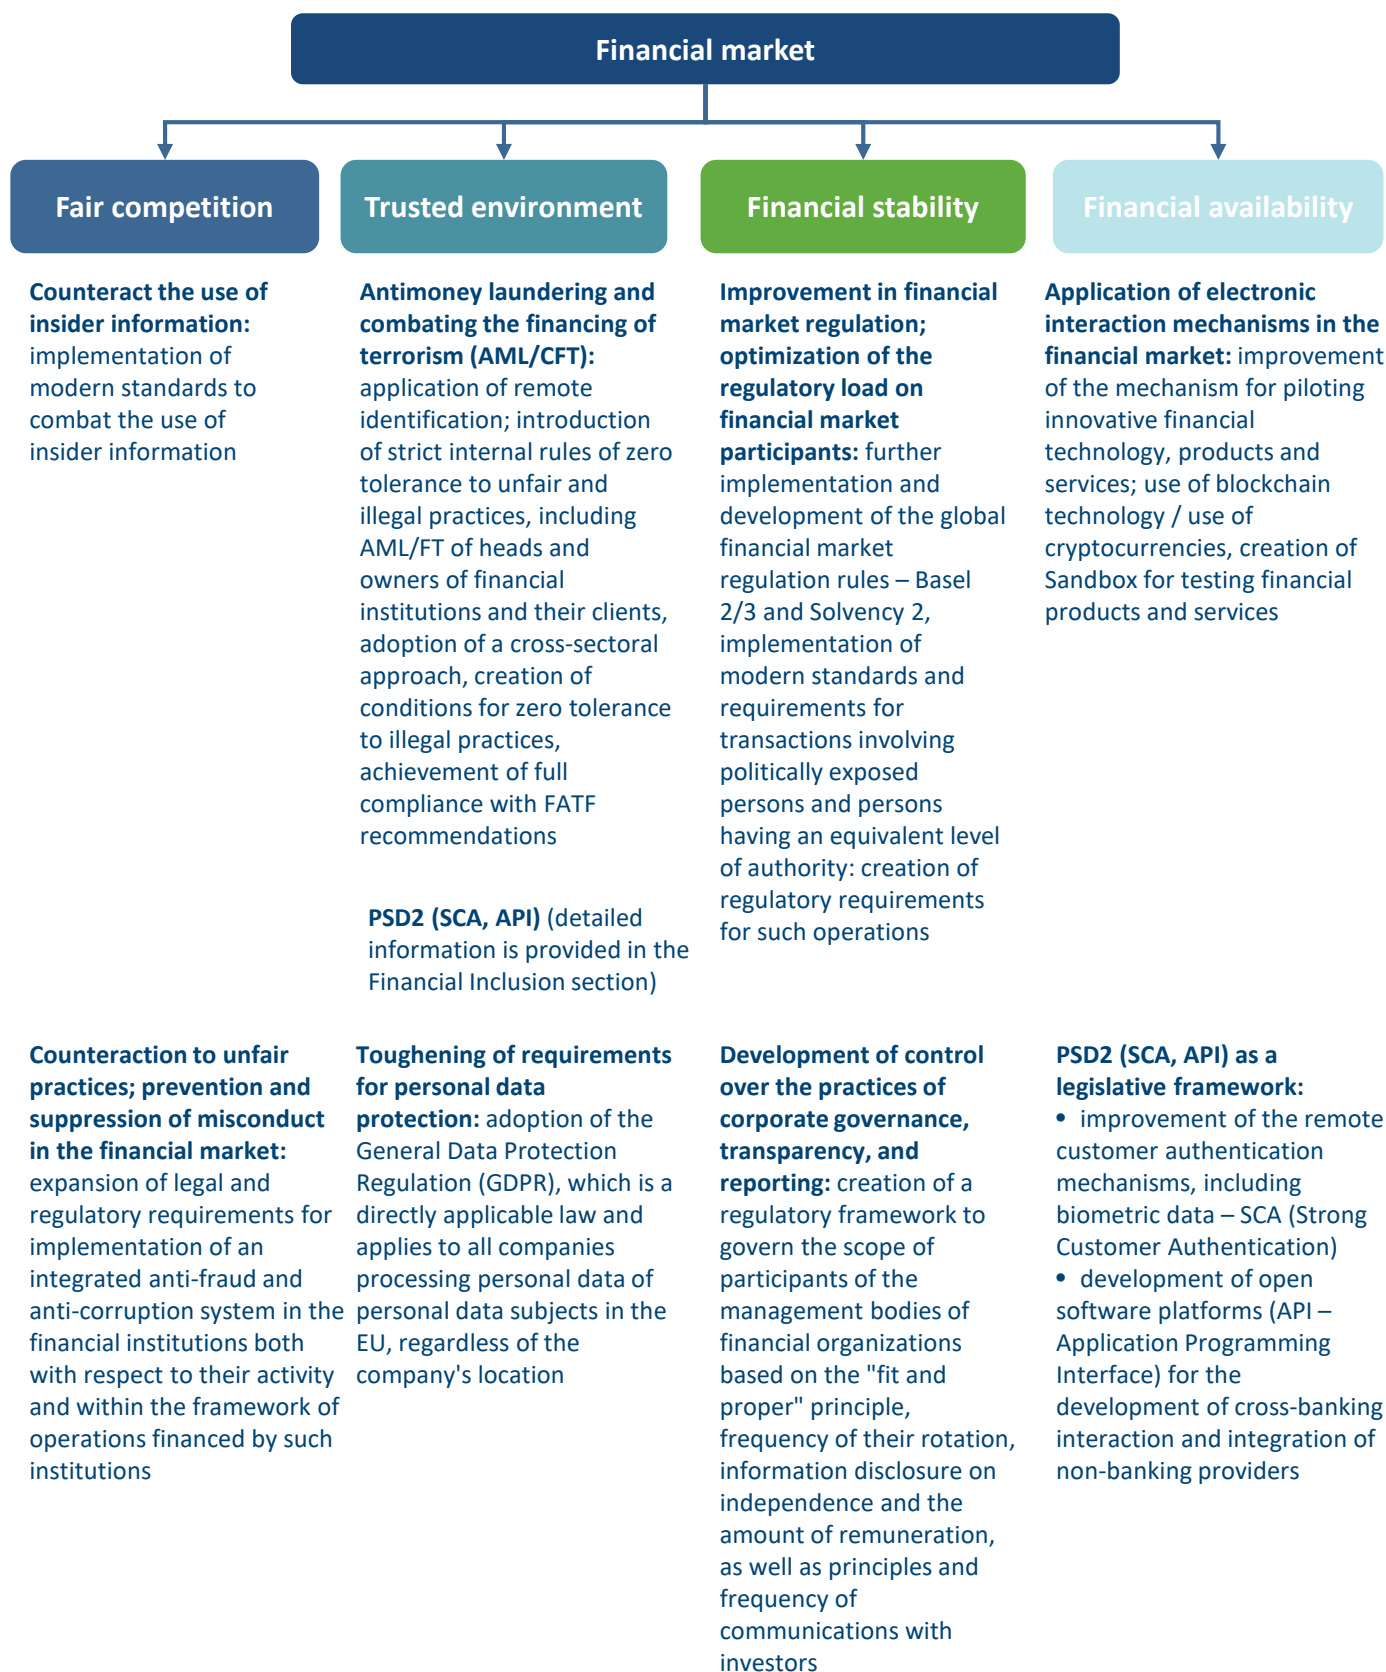 Financial market
Fair competition
Trusted environment
Financial stability
Financial availability
Counteract the use of
insider information:
implementation of
modern standards to
combat the use of
insider information
Antimoney laundering and
combating the financing of
terrorism (AML/CFT):
application of remote
identification; introduction
of strict internal rules of zero
tolerance to unfair and
illegal practices, including
AML/FT of heads and
owners of financial
institutions and their clients,
adoption of a cross-sectoral
approach, creation of
conditions for zero tolerance
to illegal practices,
achievement of full
compliance with FATF
recommendations
PSD2 (SCA, API) (detailed
information is provided in the
Financial Inclusion section)
Improvement in financial
market regulation;
optimization of the
regulatory load on
financial market
participants: further
implementation and
development of the global
financial market
regulation rules – Basel
2/3 and Solvency 2,
implementation of
modern standards and
requirements for
transactions involving
politically exposed
persons and persons
having an equivalent level
of authority: creation of
regulatory requirements
for such operations
Application of electronic
interaction mechanisms in the
financial market: improvement
of the mechanism for piloting
innovative financial
technology, products and
services; use of blockchain
technology / use of
cryptocurrencies, creation of
Sandbox for testing financial
products and services
Counteraction to unfair
practices; prevention and
suppression of misconduct
in the financial market:
expansion of legal and
regulatory requirements for
implementation of an
integrated anti-fraud and
anti-corruption system in the
financial institutions both
with respect to their activity
and within the framework of
operations financed by such
institutions
Toughening of requirements
for personal data
protection: adoption of the
General Data Protection
Regulation (GDPR), which is a
directly applicable law and
applies to all companies
processing personal data of
personal data subjects in the
EU, regardless of the
company's location
Development of control
over the practices of
corporate governance,
transparency, and
reporting: creation of a
regulatory framework to
govern the scope of
participants of the
management bodies of
financial organizations
based on the "fit and
proper" principle,
frequency of their rotation,
information disclosure on
independence and the
amount of remuneration,
as well as principles and
frequency of
communications with
investors
PSD2 (SCA, API) as a
legislative framework:
• improvement of the remote
customer authentication
mechanisms, including
biometric data – SCA (Strong
Customer Authentication)
• development of open
software platforms (API –
Application Programming
Interface) for the
development of cross-banking
interaction and integration of
non-banking providers